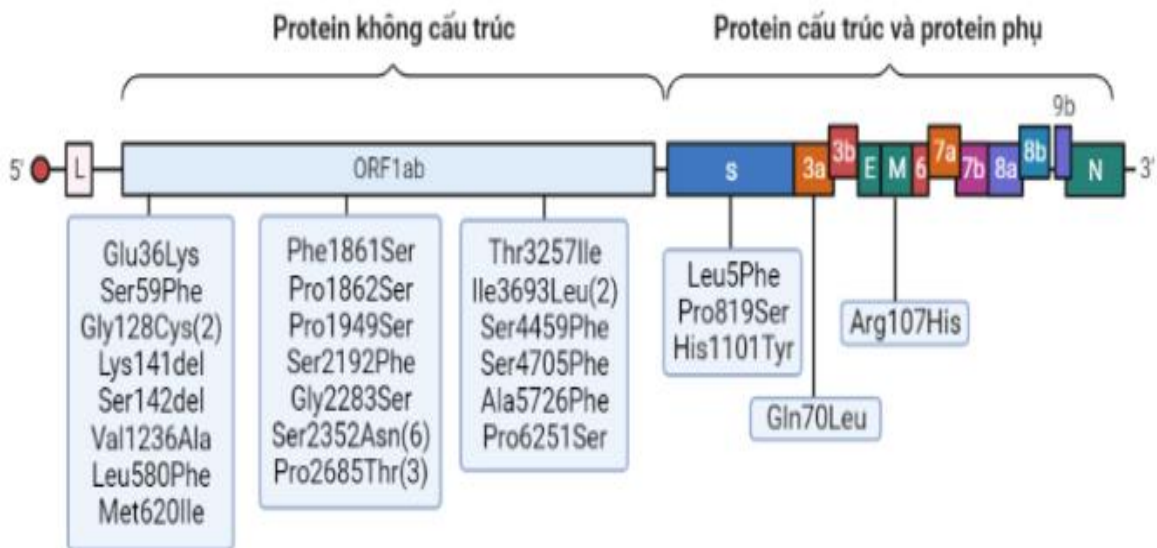 Protein không cấu trúc
Protein cấu trúc và protein phụ
9b
5' L ORF1ab s 3a 3b E M 6 7a 7b 8a 8b N 3'
Glu36Lys
Ser59Phe
Gly128Cys(2)
Lys141del
Ser142del
Val1236Ala
Leu580Phe
Met620Ile
Phe1861Ser
Pro1862Ser
Pro1949Ser
Ser2192Phe
Gly2283Ser
Ser2352Asn(6)
Pro2685Thr(3)
Thr3257Ile
Ile3693Leu(2)
Ser4459Phe
Ser4705Phe
Ala5726Phe
Pro6251Ser
Leu5Phe
Pro819Ser
His1101Tyr
Gln70Leu
Arg107His